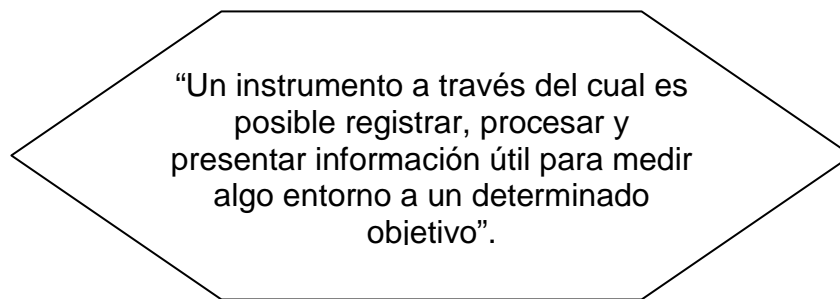 “Un instrumento a través del cual es
posible registrar, procesar y
presentar información útil para medir
algo entorno a un determinado
objetivo”.